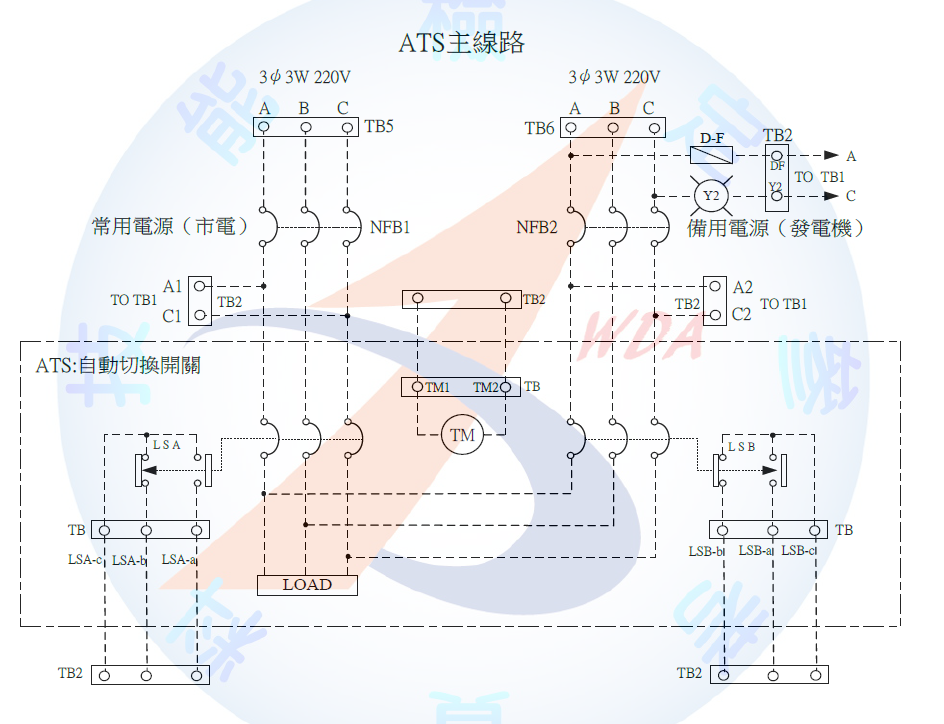 ATS主線路
3ψ 3W 220V
3ψ 3W 220V
A B C
TB5
A B C
TB6
D-F
TB2
A
DF
TO TB1
Y2
Y2
C
常用電源（市電）
NFB1
NFB2
備用電源（發電機）
A1
TO TB1
TB2
C1
TB2
A2
TB2
TO TB1
C2
WDA
ATS:自動切換開關
TM1 TM2
TB
TM
LSA
LSB
TB
TB
LSA-c LSA-b LSA-a
LSB-b LSB-a LSB-c
LOAD
TB2
TB2